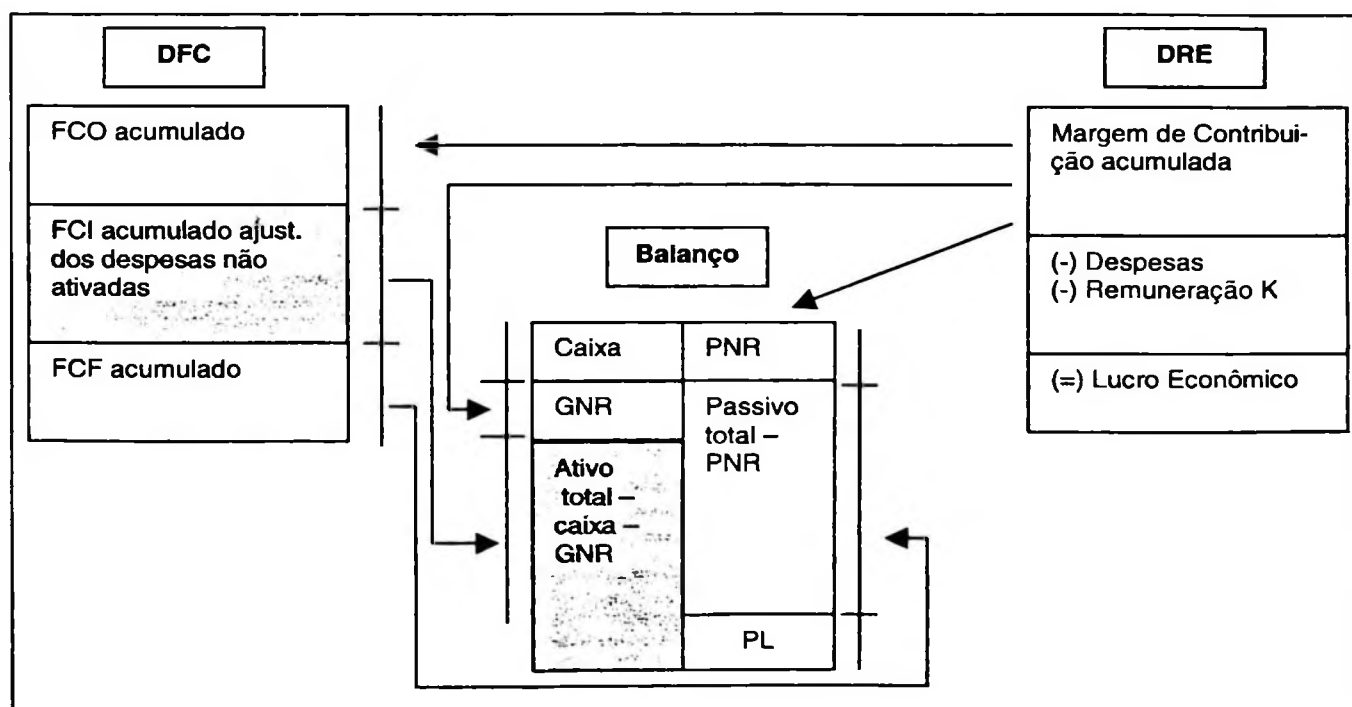 DFC
FCO acumulado
FCI acumulado ajust.
dos despesas não
ativadas
FCF acumulado
Balanço
Caixa
GNR
Ativo
total –
caixa –
GNR
PNR
Passivo
total –
PNR
PL
DRE
Margem de Contribui-
ção acumulada
(-) Despesas
(-) Remuneração K
(=) Lucro Econômico